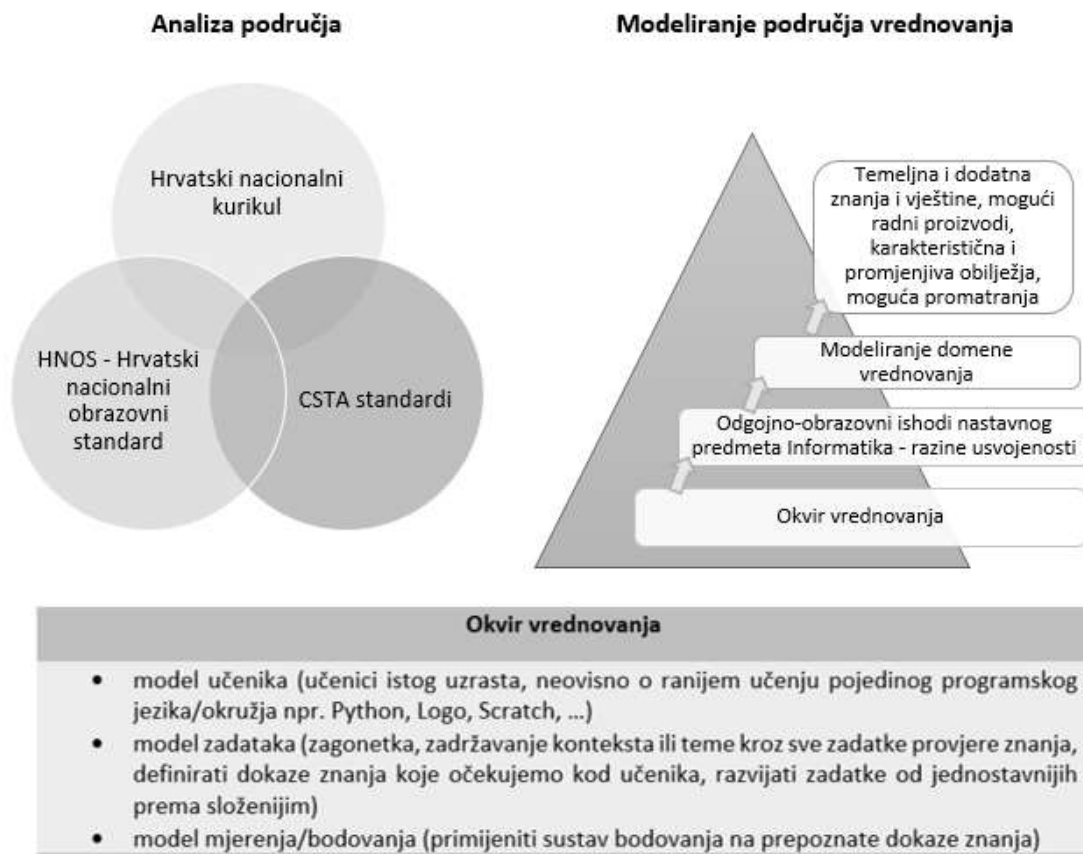 Analiza područja
Hrvatski nacionalni
kurikul
HNOS - Hrvatski
nacionalni
obrazovni
standard
CSTA standardi
Modeliranje područja vrednovanja
Temeljna i dodatna
znanja i vještine, mogući
radni proizvodi,
karakteristična i
promjenjiva obilježja,
moguća promatranja
Modeliranje domene
vrednovanja
Odgojno-obrazovni ishodi nastavnog
predmeta Informatika - razine usvojenosti
Okvir vrednovanja
Okvir vrednovanja
• model učenika (učenici istog uzrasta, neovisno o ranijem učenju pojedinog programskog
jezika/okružja npr. Python, Logo, Scratch, ...)
• model zadataka (zagonetka, zadržavanje konteksta ili teme kroz sve zadatke provjere znanja,
definirati dokaze znanja koje očekujemo kod učenika, razvijati zadatke od jednostavnijih
prema složenijim)
• model mjerenja/bodovanja (primijeniti sustav bodovanja na prepoznate dokaze znanja)